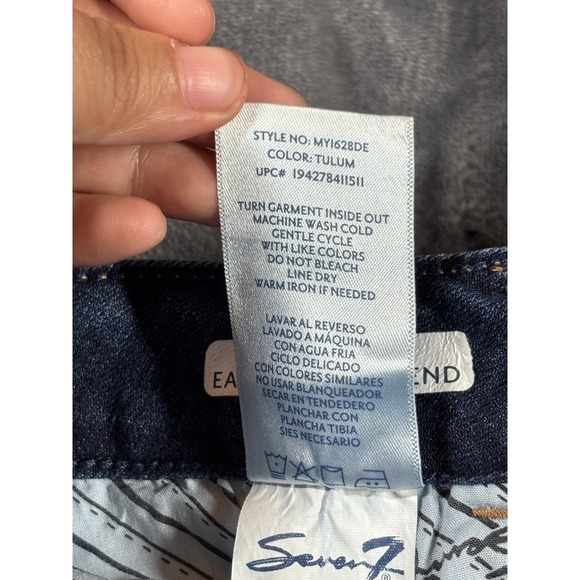 STYLE NO: MY1628DE
COLOR: TULUM
UPC# 194278411511
TURN GARMENT INSIDE OUT
MACHINE WASH COLD
GENTLE CYCLE
WITH LIKE COLORS
DO NOT BLEACH
LINE DRY
WARM IRON IF NEEDED
LAVAR AL REVERSO
LAVADO A MÁQUINA
CON AGUA FRIA
CICLO DELICADO
CON COLORES SIMILARES
NO USAR BLANQUEADOR
SECAR EN TENDEDERO
PLANCHAR CON
PLANCHA TIBIA
SIES NECESARIO
EA END
Seven7®